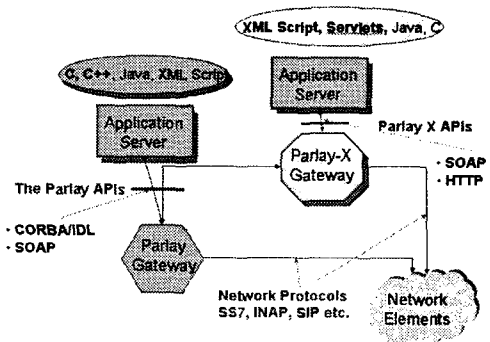 XML Script, Servlets, Java, C
C, C++, Java, XML Script
Application
Server
Application
Server
Parlay X APIs
Parlay-X
Gateway
• SOAP
• HTTP
The Parlay APIs
• CORBA/IDL
• SOAP
Parlay
Gateway
Network Protocols
SS7, INAP, SIP etc.
Network
Elements